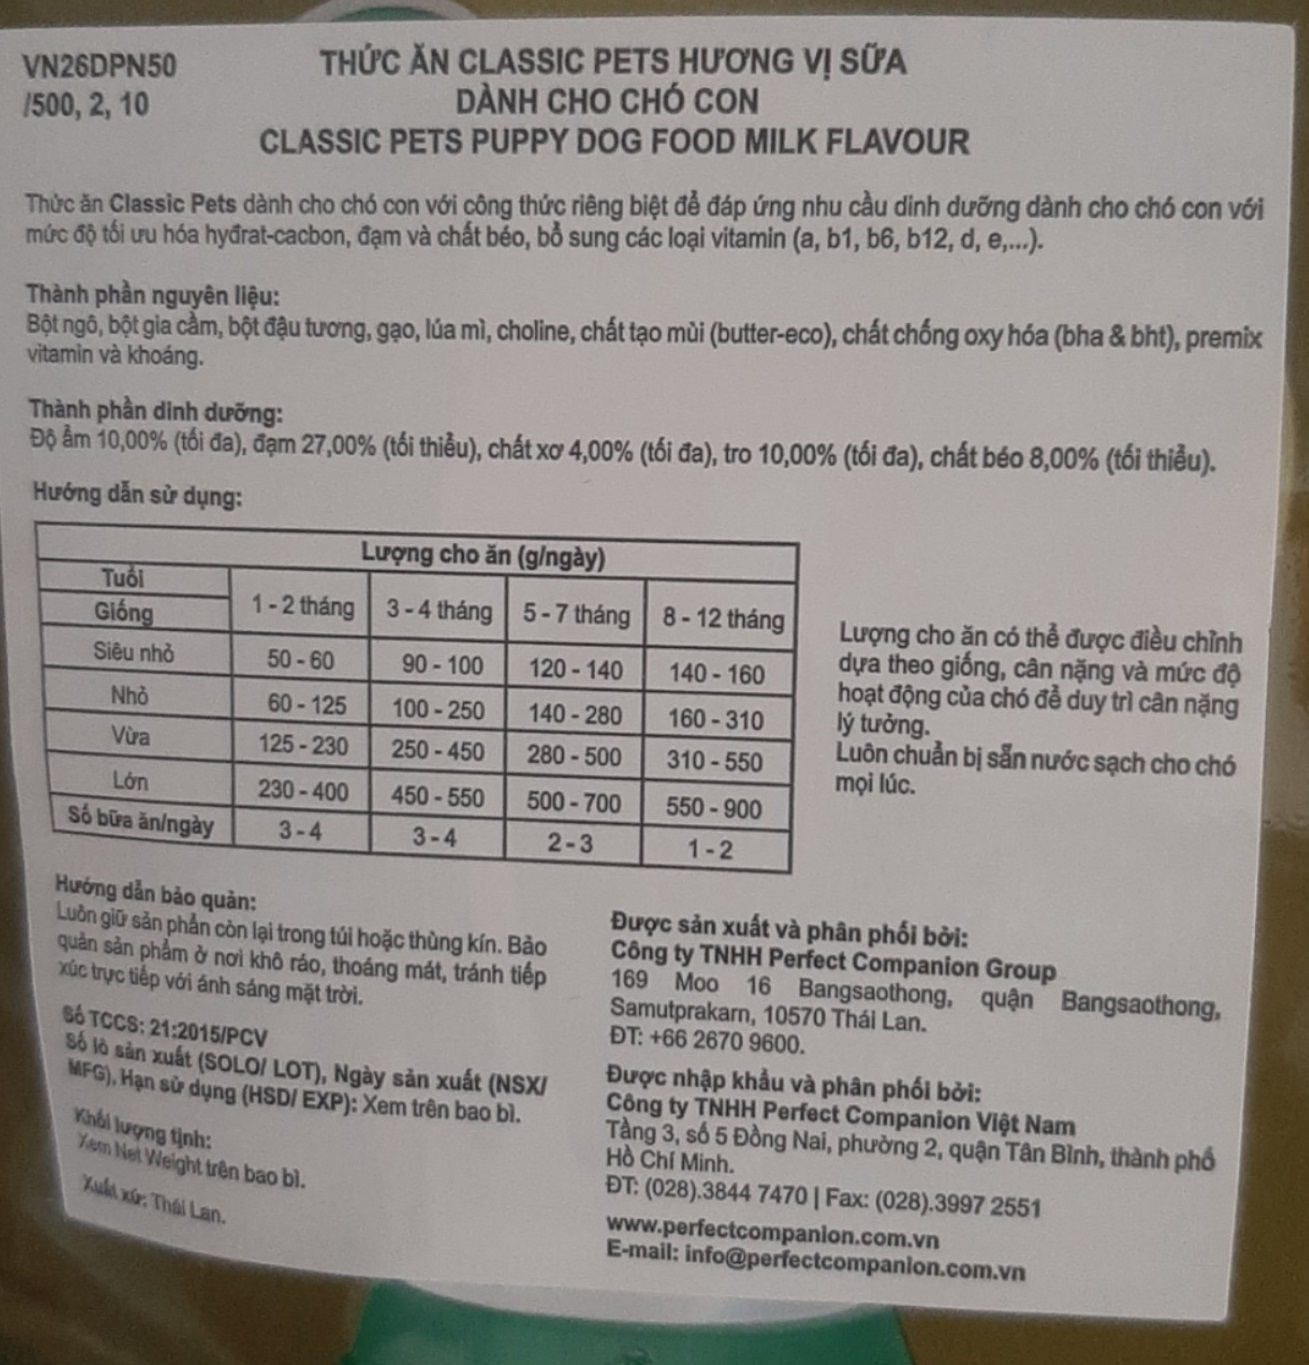 VN26DPN50
/500, 2, 10
THỨC ĂN CLASSIC PETS HƯƠNG VỊ SỮA
DÀNH CHO CHÓ CON
CLASSIC PETS PUPPY DOG FOOD MILK FLAVOUR
Thức ăn Classic Pets dành cho chó con với công thức riêng biệt để đáp ứng nhu cầu dinh dưỡng dành cho chó con với
mức độ tối ưu hóa hyđrat-cacbon, đạm và chất béo, bổ sung các loại vitamin (a, b1, b6, b12, d, e,...).
Thành phần nguyên liệu:
Bột ngô, bột gia cầm, bột đậu tương, gạo, lúa mì, choline, chất tạo mùi (butter-eco), chất chống oxy hóa (bha & bht), premix
vitamin và khoáng.
Thành phần dinh dưỡng:
Độ ẩm 10,00% (tối đa), đạm 27,00% (tối thiểu), chất xơ 4,00% (tối đa), tro 10,00% (tối đa), chất béo 8,00% (tối thiểu).
Hướng dẫn sử dụng:
Lượng cho ăn (g/ngày)
Tuổi
Giống 1 - 2 tháng 3 - 4 tháng 5 - 7 tháng 8 - 12 tháng
Siêu nhỏ 50 - 60 90 - 100 120 - 140 140 - 160
Nhỏ 60 - 125 100 - 250 140 - 280 160 - 310
Vừa 125 - 230 250 - 450 280 - 500 310 - 550
Lớn 230 - 400 450 - 550 500 - 700 550 - 900
Số bữa ăn/ngày 3 - 4 3 - 4 2 - 3 1 - 2
Lượng cho ăn có thể được điều chỉnh
dựa theo giống, cân nặng và mức độ
hoạt động của chó để duy trì cân nặng
lý tưởng.
Luôn chuẩn bị sẵn nước sạch cho chó
mọi lúc.
Hướng dẫn bảo quản:
Luôn giữ sản phẩn còn lại trong túi hoặc thùng kín. Bảo
quản sản phẩm ở nơi khô ráo, thoáng mát, tránh tiếp
xúc trực tiếp với ánh sáng mặt trời.
Số TCCS: 21:2015/PCV
Số lô sản xuất (SOLO/ LOT), Ngày sản xuất (NSX/
MFG), Hạn sử dụng (HSD/ EXP): Xem trên bao bì.
Khối lượng tịnh:
Xem Net Weight trên bao bì.
Xuất xứ: Thái Lan.
Được sản xuất và phân phối bởi:
Công ty TNHH Perfect Companion Group
169 Moo 16 Bangsaothong, quận Bangsaothong,
Samutprakarn, 10570 Thái Lan.
ĐT: +66 2670 9600.
Được nhập khẩu và phân phối bởi:
Công ty TNHH Perfect Companion Việt Nam
Tầng 3, số 5 Đồng Nai, phường 2, quận Tân Bình, thành phố
Hồ Chí Minh.
ĐT: (028).3844 7470 | Fax: (028).3997 2551
www.perfectcompanion.com.vn
E-mail: info@perfectcompanion.com.vn